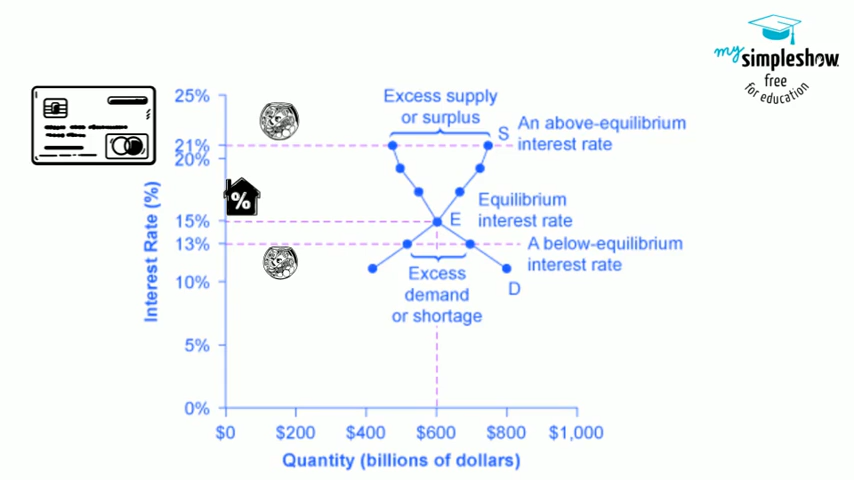 my
simpleshow
free
for education
25%
21%
20%
15%
13%
10%
5%
0%
Interest Rate (%)
%
Excess supply
or surplus
S
An above-equilibrium
interest rate
Equilibrium
interest rate
E
A below-equilibrium
interest rate
Excess
demand
or shortage
D
$0
$200
$400
$600
$800
$1,000
Quantity (billions of dollars)